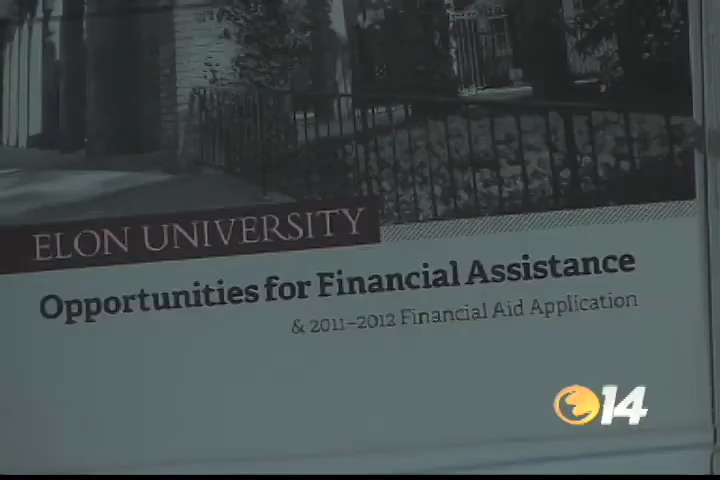 ELON UNIVERSITY
Opportunities for Financial Assistance
& 2011–2012 Financial Aid Application
14